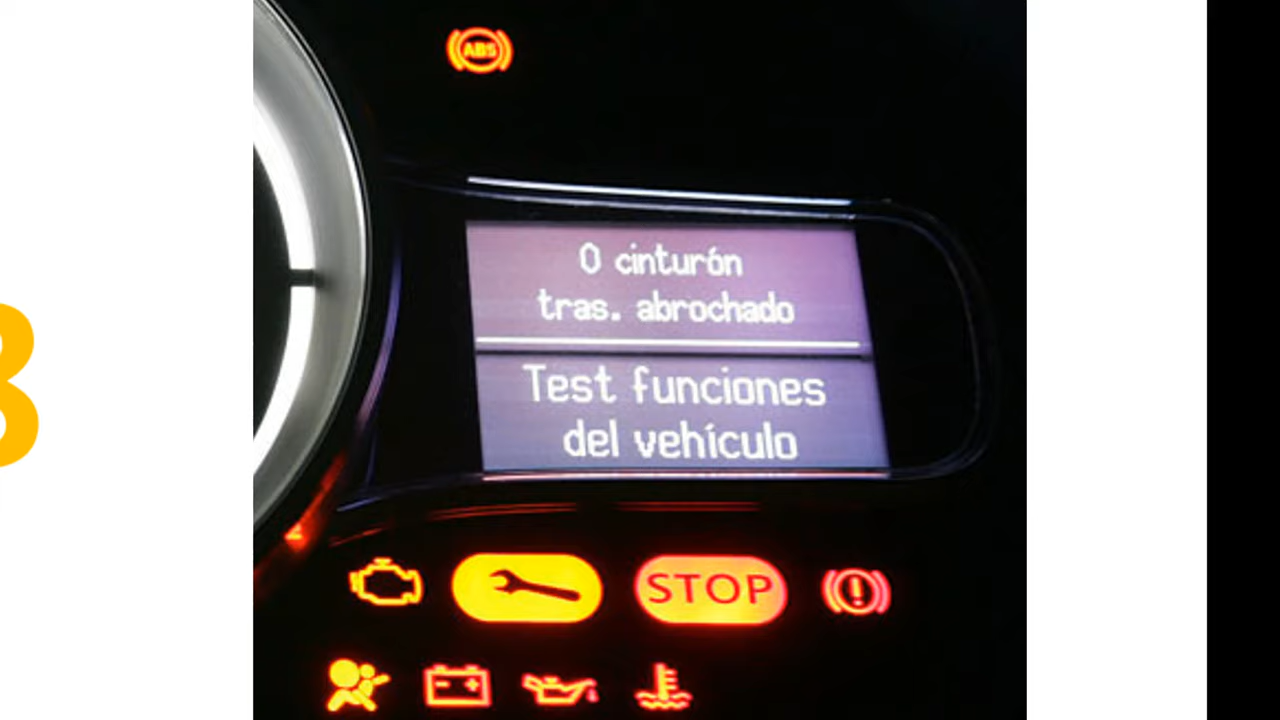 ABS
0 cinturón
tras. abrochado
Test funciones
del vehículo
STOP